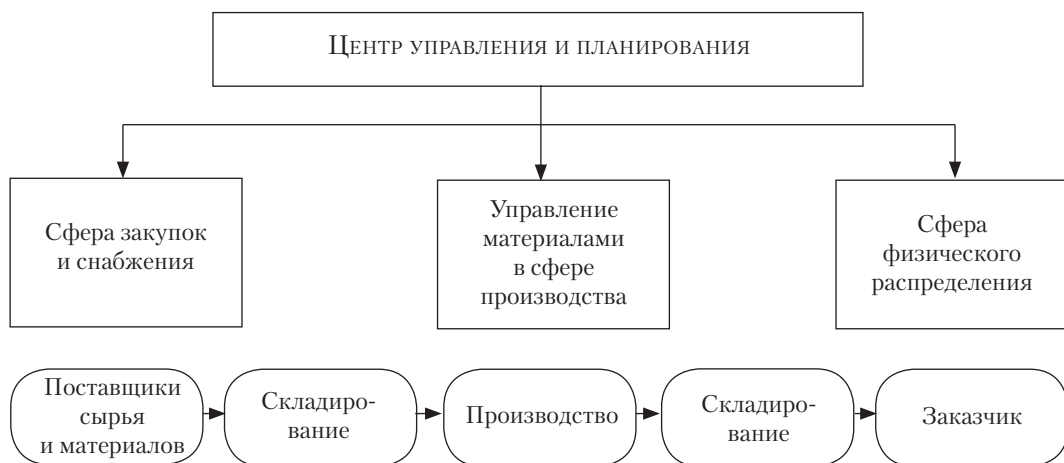 Центр управления и планирования
Сфера закупок
и снабжения
Управление
материалами
в сфере
производства
Сфера
физического
распределения
Поставщики
сырья
и материалов
Складиро-
вание
Производство
Складиро-
вание
Заказчик